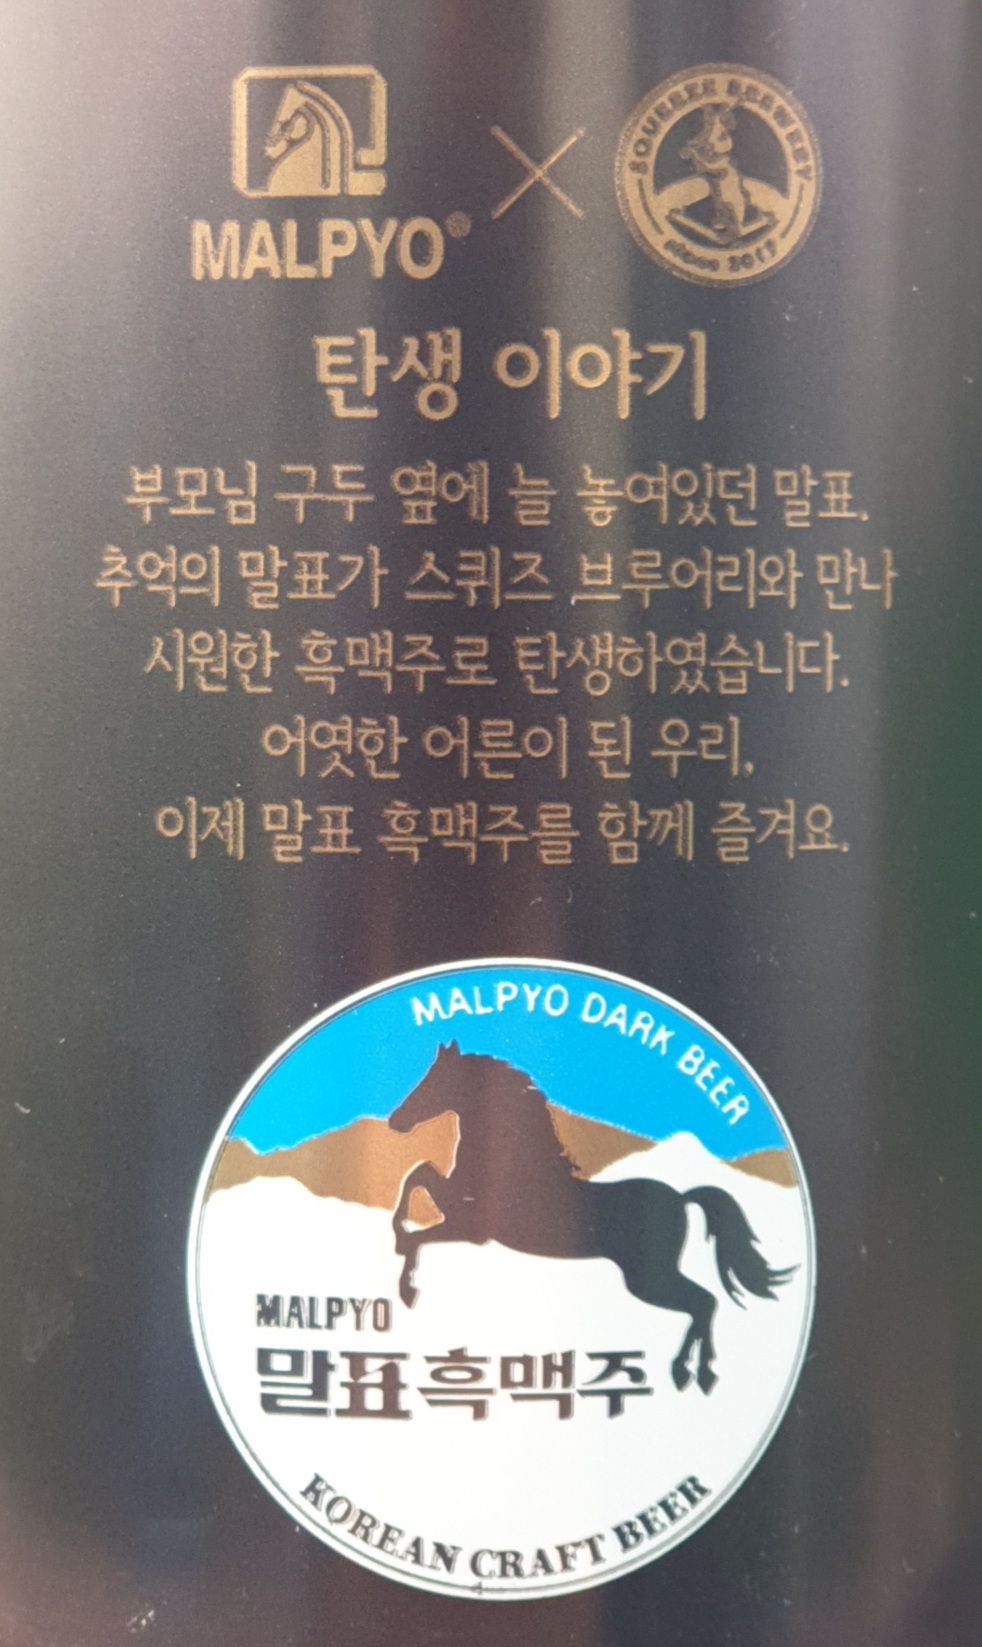 MALPYO®
SQUEEZE BREWERY
since 2017
탄생 이야기
부모님 구두 옆에 늘 놓여있던 말표.
추억의 말표가 스퀴즈 브루어리와 만나
시원한 흑맥주로 탄생하였습니다.
어엿한 어른이 된 우리,
이제 말표 흑맥주를 함께 즐겨요.
MALPYO DARK BEER
MALPYO
말표흑맥주
KOREAN CRAFT BEER